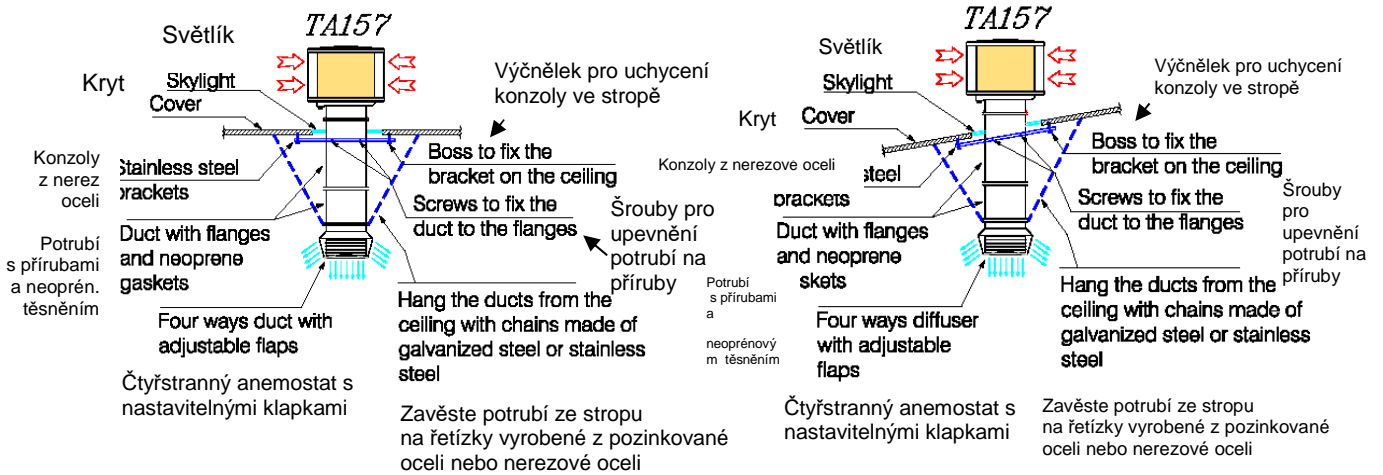 TA157
Světlík
Kryt
Skylight
Cover
Výčnělek pro uchycení
konzoly ve stropě
Konzoly
z nerez
oceli
Stainless steel
brackets
Boss to fix the
bracket on the ceiling
Screws to fix the
duct to the flanges
Šrouby pro
upevnění
potrubí na
příruby
Potrubí
s přírubami
a neoprén.
těsněním
Duct with flanges
and neoprene
gaskets
Four ways duct with
adjustable flaps
Hang the ducts from the
ceiling with chains made of
galvanized steel or stainless
steel
Čtyřstranný anemostat s
nastavitelnými klapkami
Zavěste potrubí ze stropu
na řetízky vyrobené z pozinkované
oceli nebo nerezové oceli
TA157
Světlík
Skylight
Kryt
Cover
Výčnělek pro uchycení
konzoly ve stropě
Konzoly z nerezove oceli
steel
brackets
Boss to fix the
bracket on the ceiling
Screws to fix the
duct to the flanges
Šrouby
pro
upevnění
potrubí na
příruby
Duct with flanges
and neoprene
skets
Potrubí
s přírubami
a
neoprénový
m těsněním
Four ways diffuser
with adjustable
flaps
Hang the ducts from the
ceiling with chains made of
galvanized steel or stainless
steel
Čtyřstranný anemostat s
nastavitelnými klapkami
Zavěste potrubí ze stropu
na řetízky vyrobené z pozinkované
oceli nebo nerezové oceli